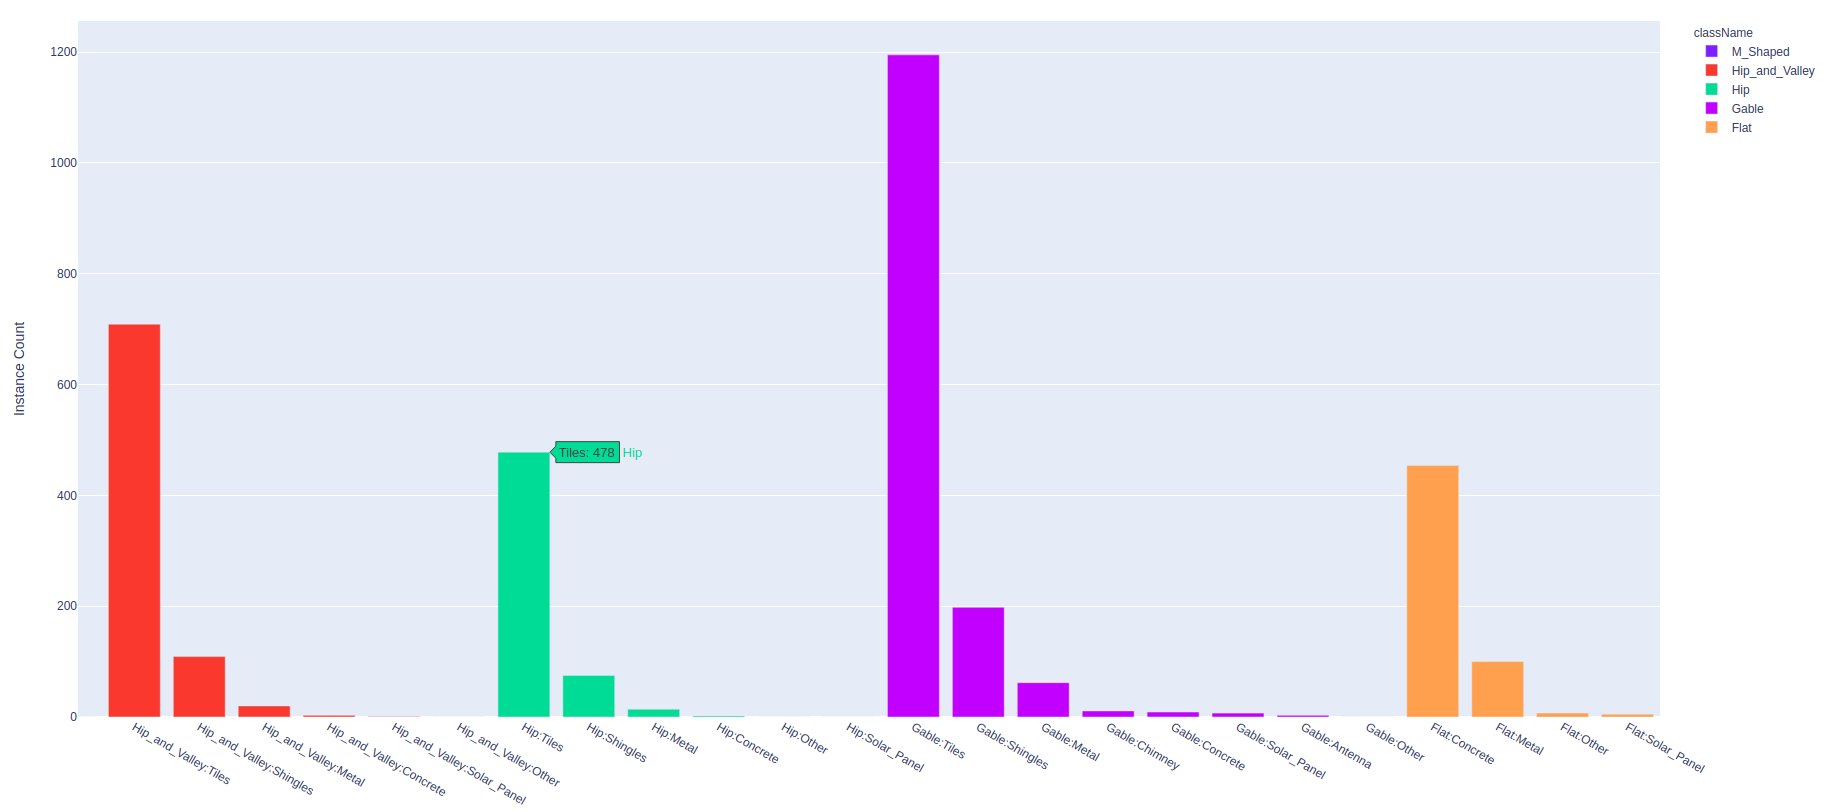 className
M_Shaped
Hip_and_Valley
Hip
Gable
Flat
Instance Count
1200
1000
800
600
400
200
0
Tiles: 478 Hip
Hip_and_Valley:Tiles
Hip_and_Valley:Shingles
Hip_and_Valley:Metal
Hip_and_Valley:Concrete
Hip_and_Valley:Solar_Panel
Hip_and_Valley:Other
Hip:Tiles
Hip:Shingles
Hip:Metal
Hip:Concrete
Hip:Other
Hip:Solar_Panel
Gable:Tiles
Gable:Shingles
Gable:Metal
Gable:Chimney
Gable:Concrete
Gable:Solar_Panel
Gable:Antenna
Gable:Other
Flat:Concrete
Flat:Metal
Flat:Other
Flat:Solar_Panel